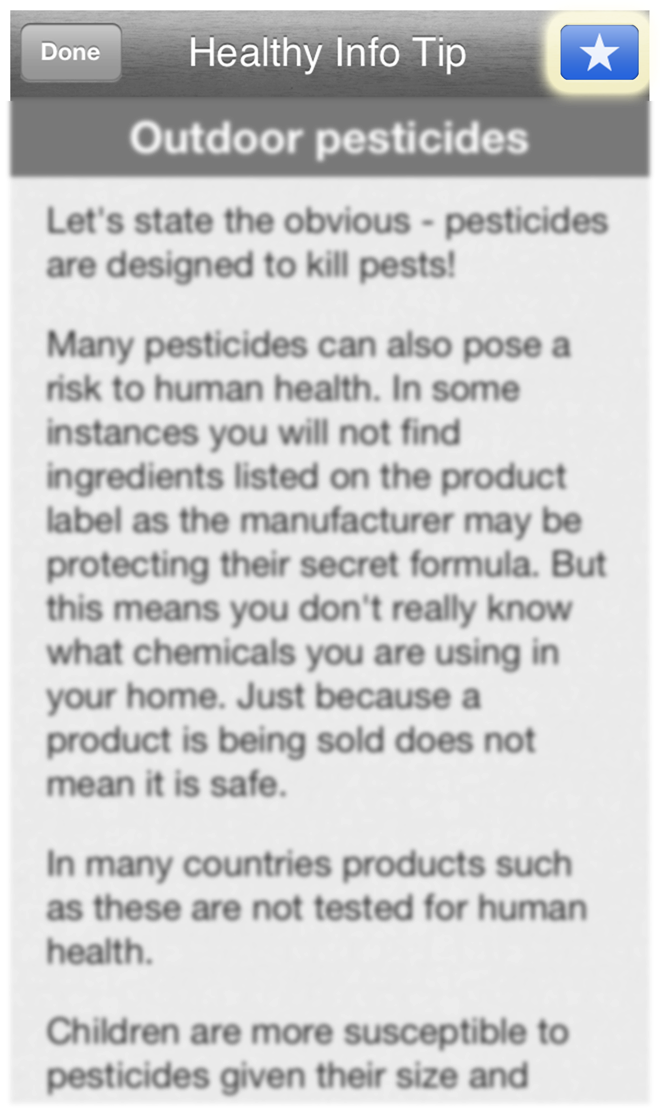 Done
Healthy Info Tip
Outdoor pesticides
Let's state the obvious - pesticides
are designed to kill pests!
Many pesticides can also pose a
risk to human health. In some
instances you will not find
ingredients listed on the product
label as the manufacturer may be
protecting their secret formula. But
this means you don't really know
what chemicals you are using in
your home. Just because a
product is being sold does not
mean it is safe.
In many countries products such
as these are not tested for human
health.
Children are more susceptible to
pesticides given their size and